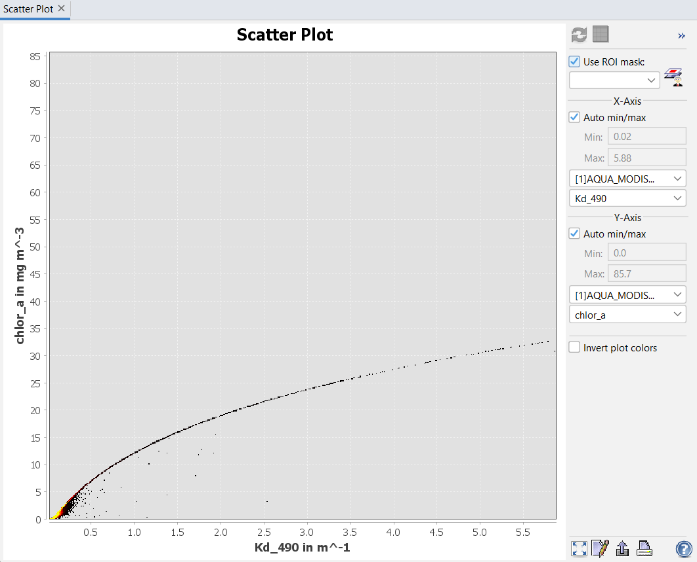 Scatter Plot
Scatter Plot
85
80
75
70
65
60
55
50
45
40
35
30
25
20
15
10
5
0
chlor_a in mg m^-3
0.5 1.0 1.5 2.0 2.5 3.0 3.5 4.0 4.5 5.0 5.5
Kd_490 in m^-1
Use ROI mask:
X-Axis
Auto min/max
Min: 0.02
Max: 5.88
[1]AQUA_MODIS...
Kd_490
Y-Axis
Auto min/max
Min: 0.0
Max: 85.7
[1]AQUA_MODIS...
chlor_a
Invert plot colors